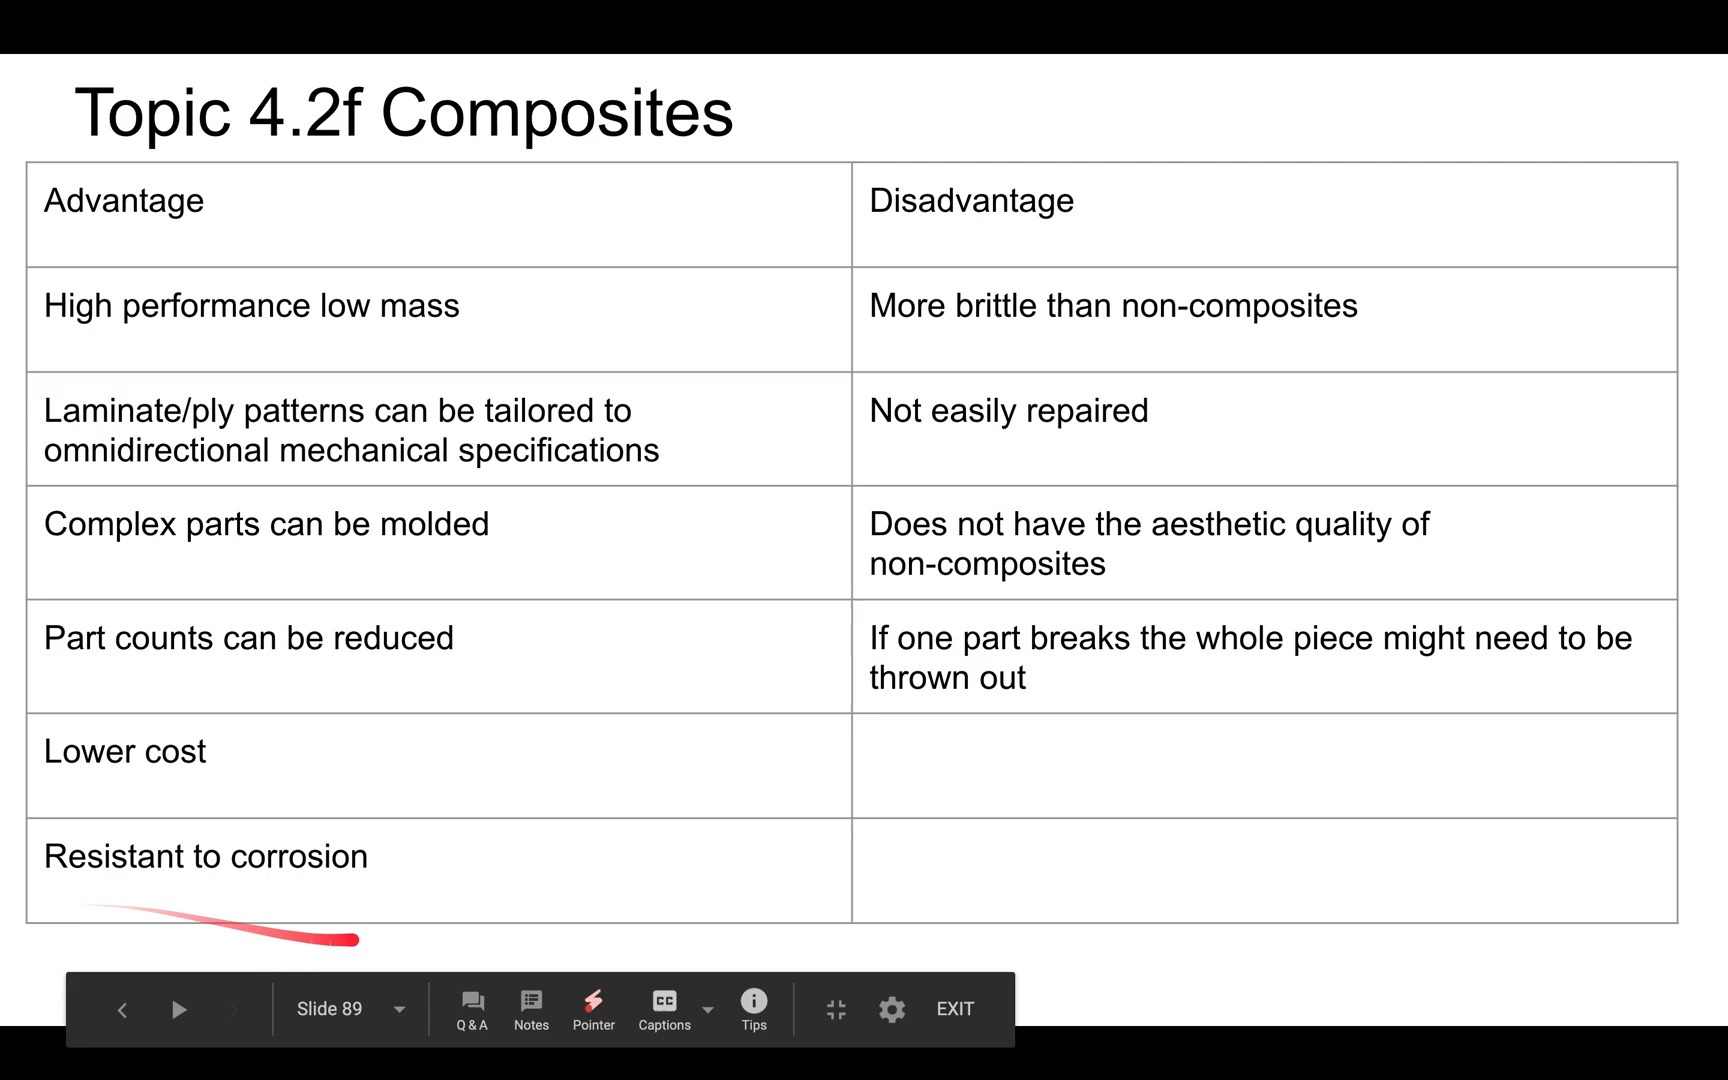 Topic 4.2f Composites
Advantage
Disadvantage
High performance low mass
More brittle than non-composites
Laminate/ply patterns can be tailored to
omnidirectional mechanical specifications
Not easily repaired
Complex parts can be molded
Does not have the aesthetic quality of
non-composites
Part counts can be reduced
If one part breaks the whole piece might need to be
thrown out
Lower cost
Resistant to corrosion
Slide 89
Q & A
Notes
Pointer
CC
Captions
Tips
EXIT